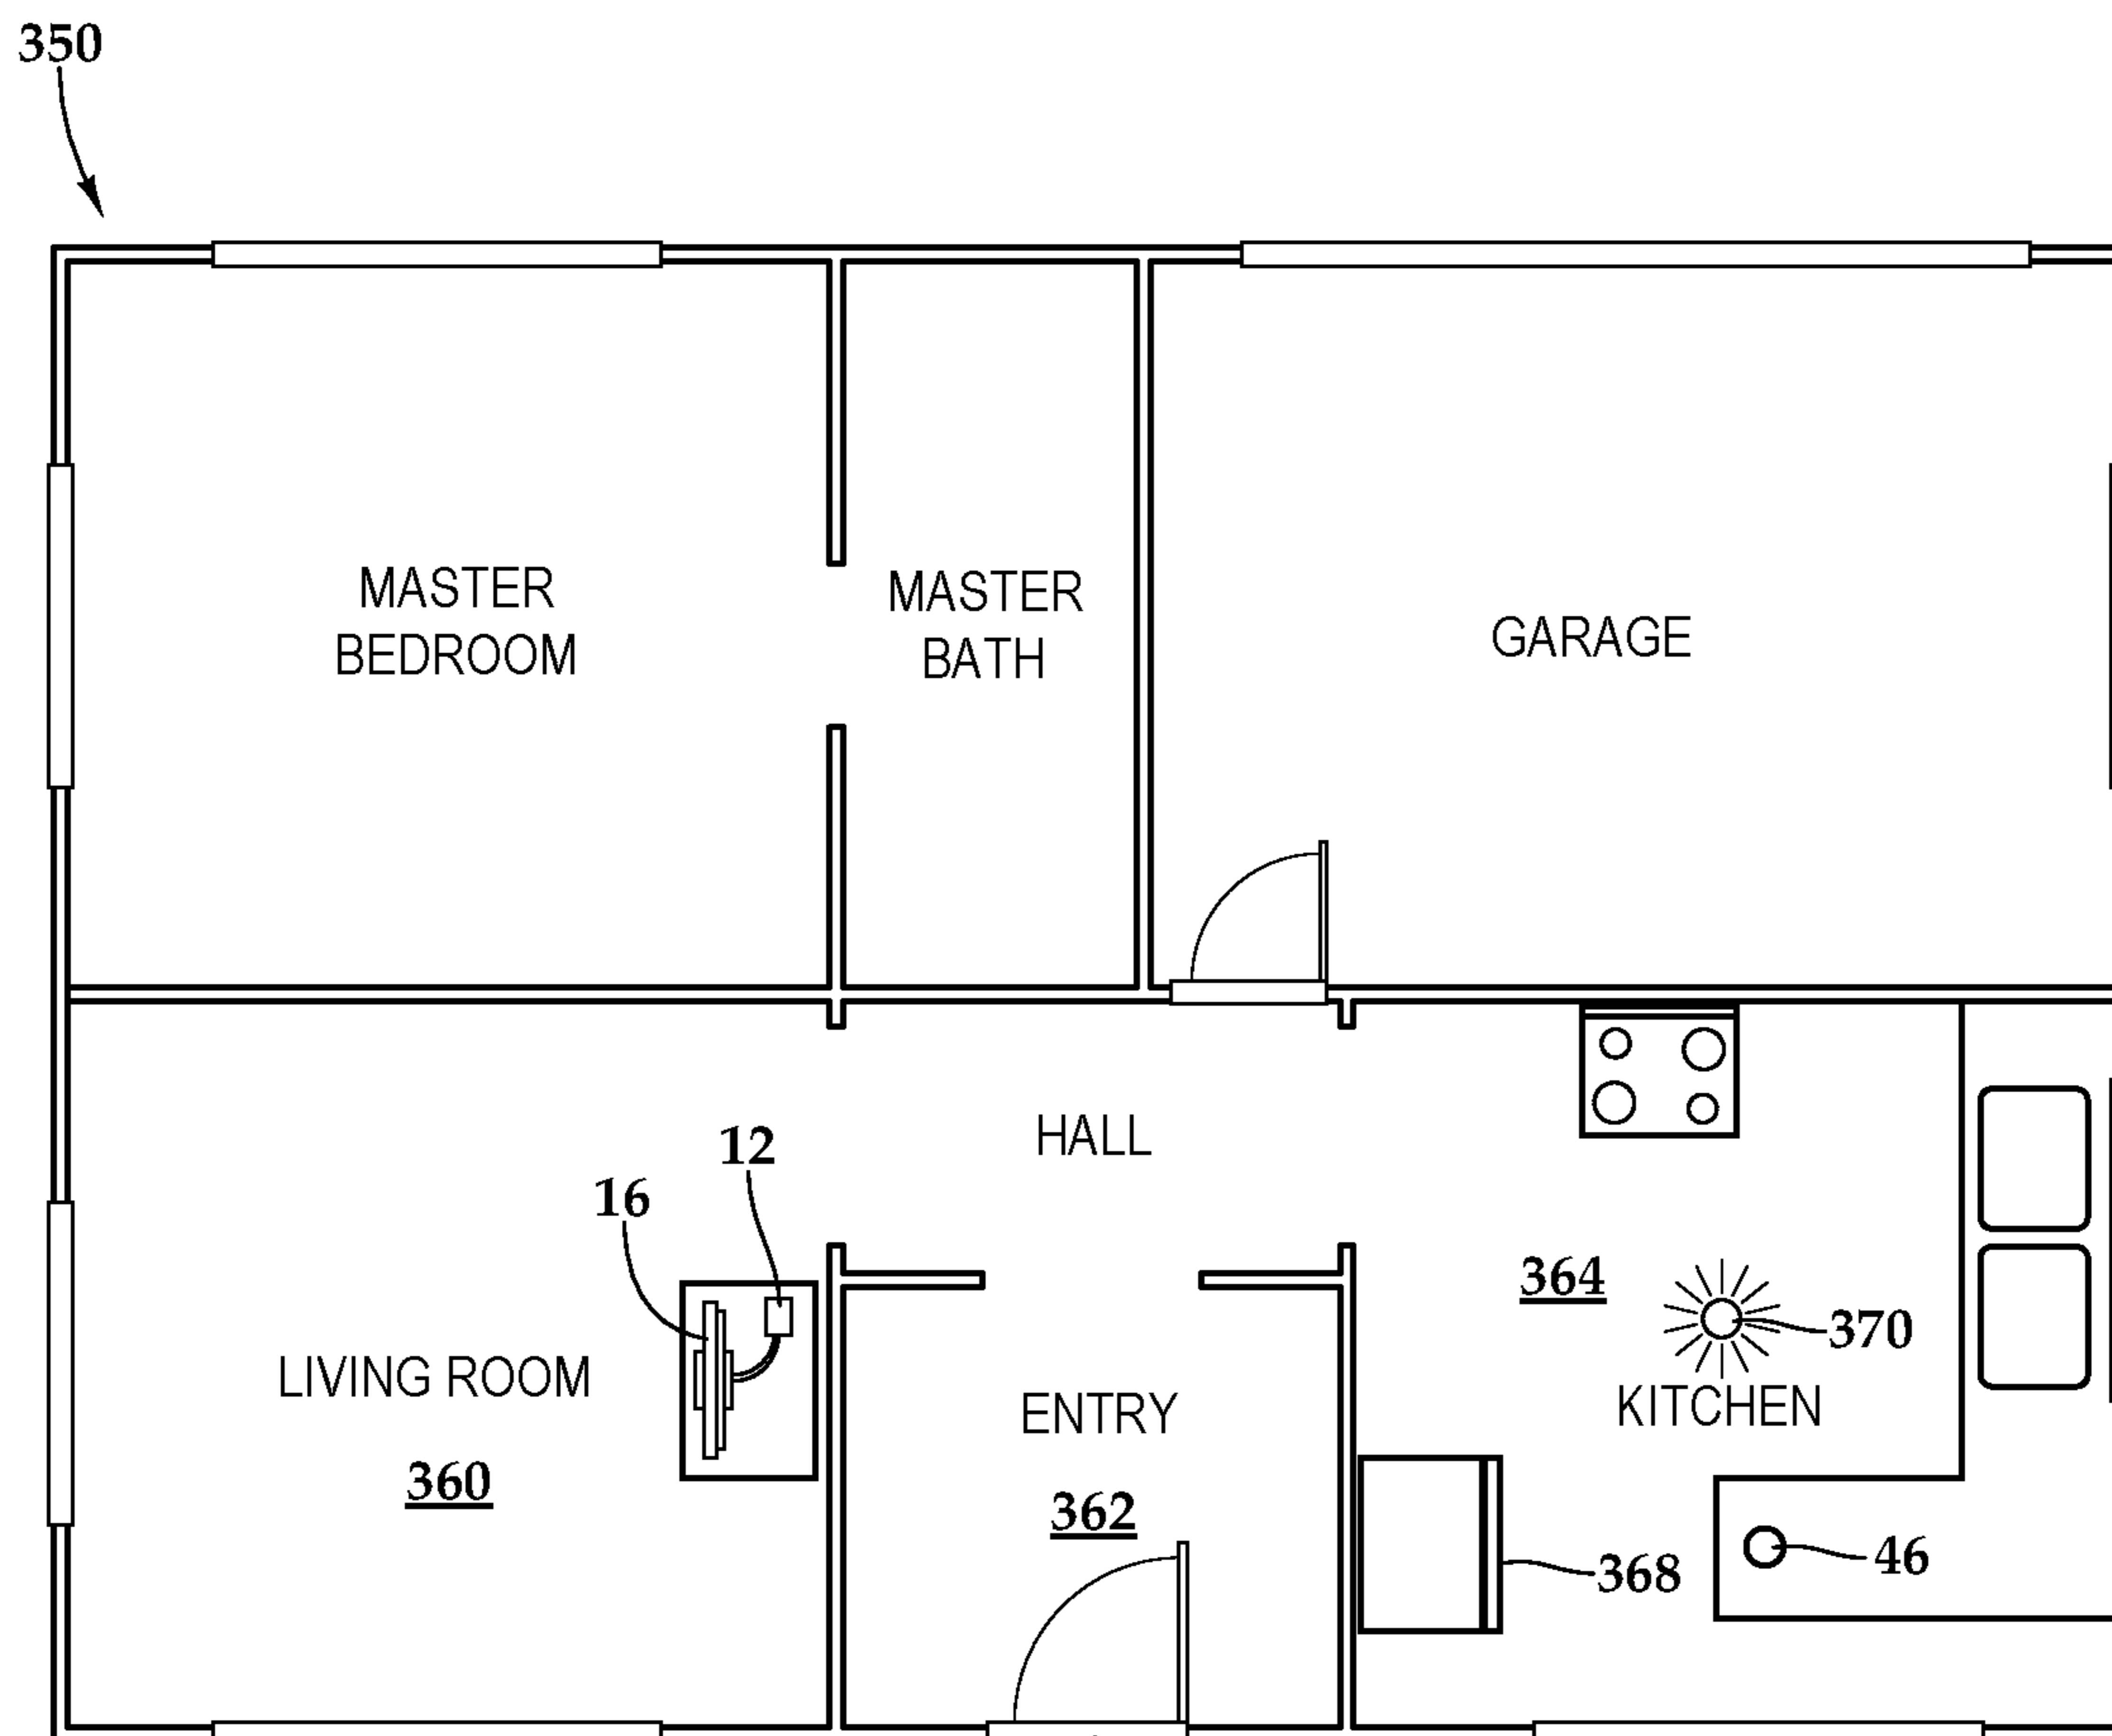 350
MASTER
BEDROOM
MASTER
BATH
GARAGE
HALL
12
16
364
370
LIVING ROOM
ENTRY
KITCHEN
360
362
368
46